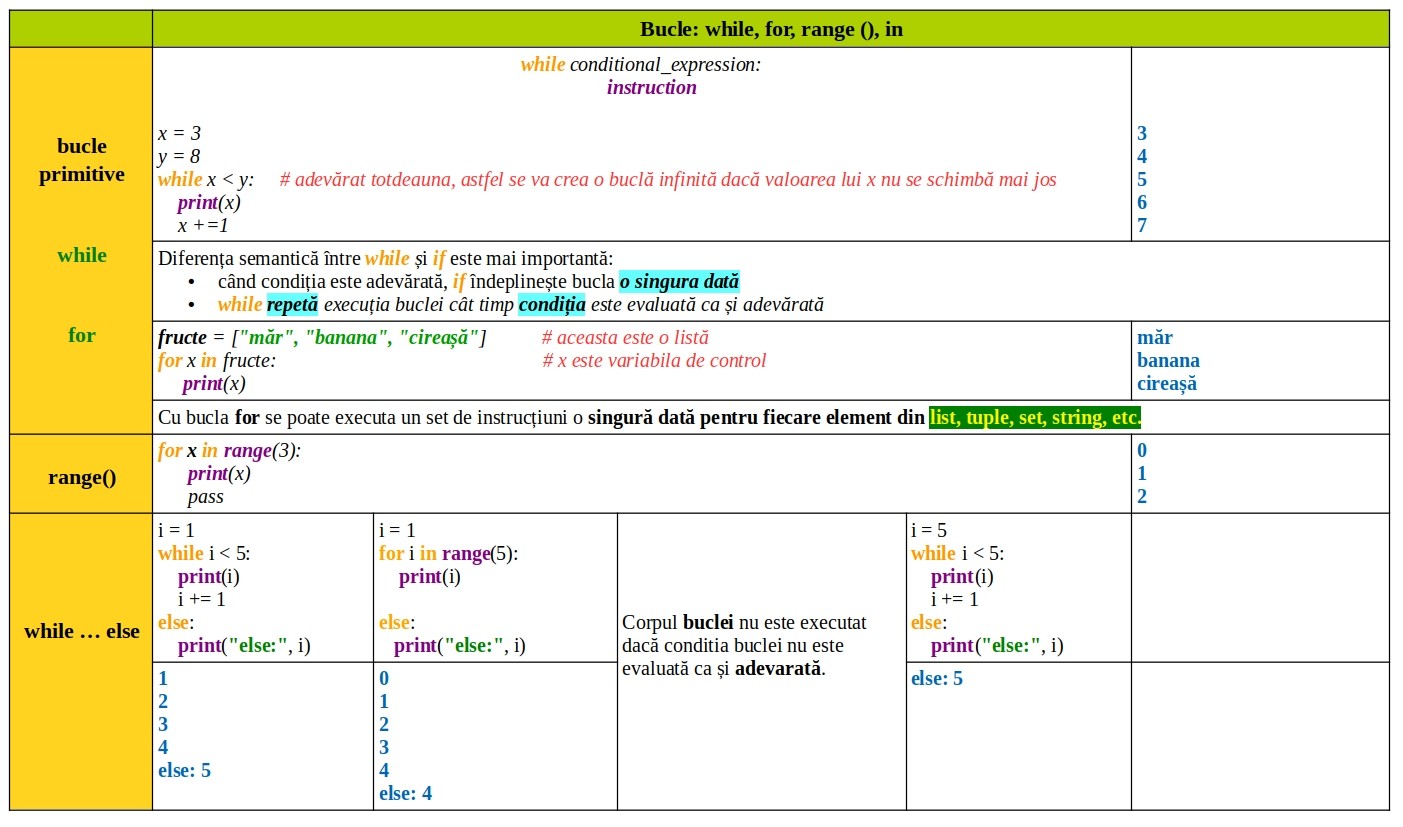 Bucle: while, for, range (), in
bucle
primitive
while
for
while conditional_expression:
instruction
x = 3
y = 8
while x < y: # adevărat totdeauna, astfel se va crea o buclă infinită dacă valoarea lui x nu se schimbă mai jos
print(x)
x +=1
3
4
5
6
7
Diferența semantică între while și if este mai importantă:
• când condiția este adevărată, if îndeplinește bucla o singura dată
• while repetă execuția buclei cât timp condiția este evaluată ca și adevărată
fructe = ["măr", "banana", "cireașă"] # aceasta este o listă
for x in fructe: # x este variabila de control
print(x)
măr
banana
cireașă
Cu bucla for se poate executa un set de instrucțiuni o singură dată pentru fiecare element din list, tuple, set, string, etc.
range()
for x in range(3):
print(x)
pass
0
1
2
while … else
i = 1
while i < 5:
print(i)
i += 1
else:
print("else:", i)
1
2
3
4
else: 5
i = 1
for i in range(5):
print(i)
else:
print("else:", i)
0
1
2
3
4
else: 4
Corpul buclei nu este executat
dacă conditia buclei nu este
evaluată ca și adevarată.
i = 5
while i < 5:
print(i)
i += 1
else:
print("else:", i)
else: 5